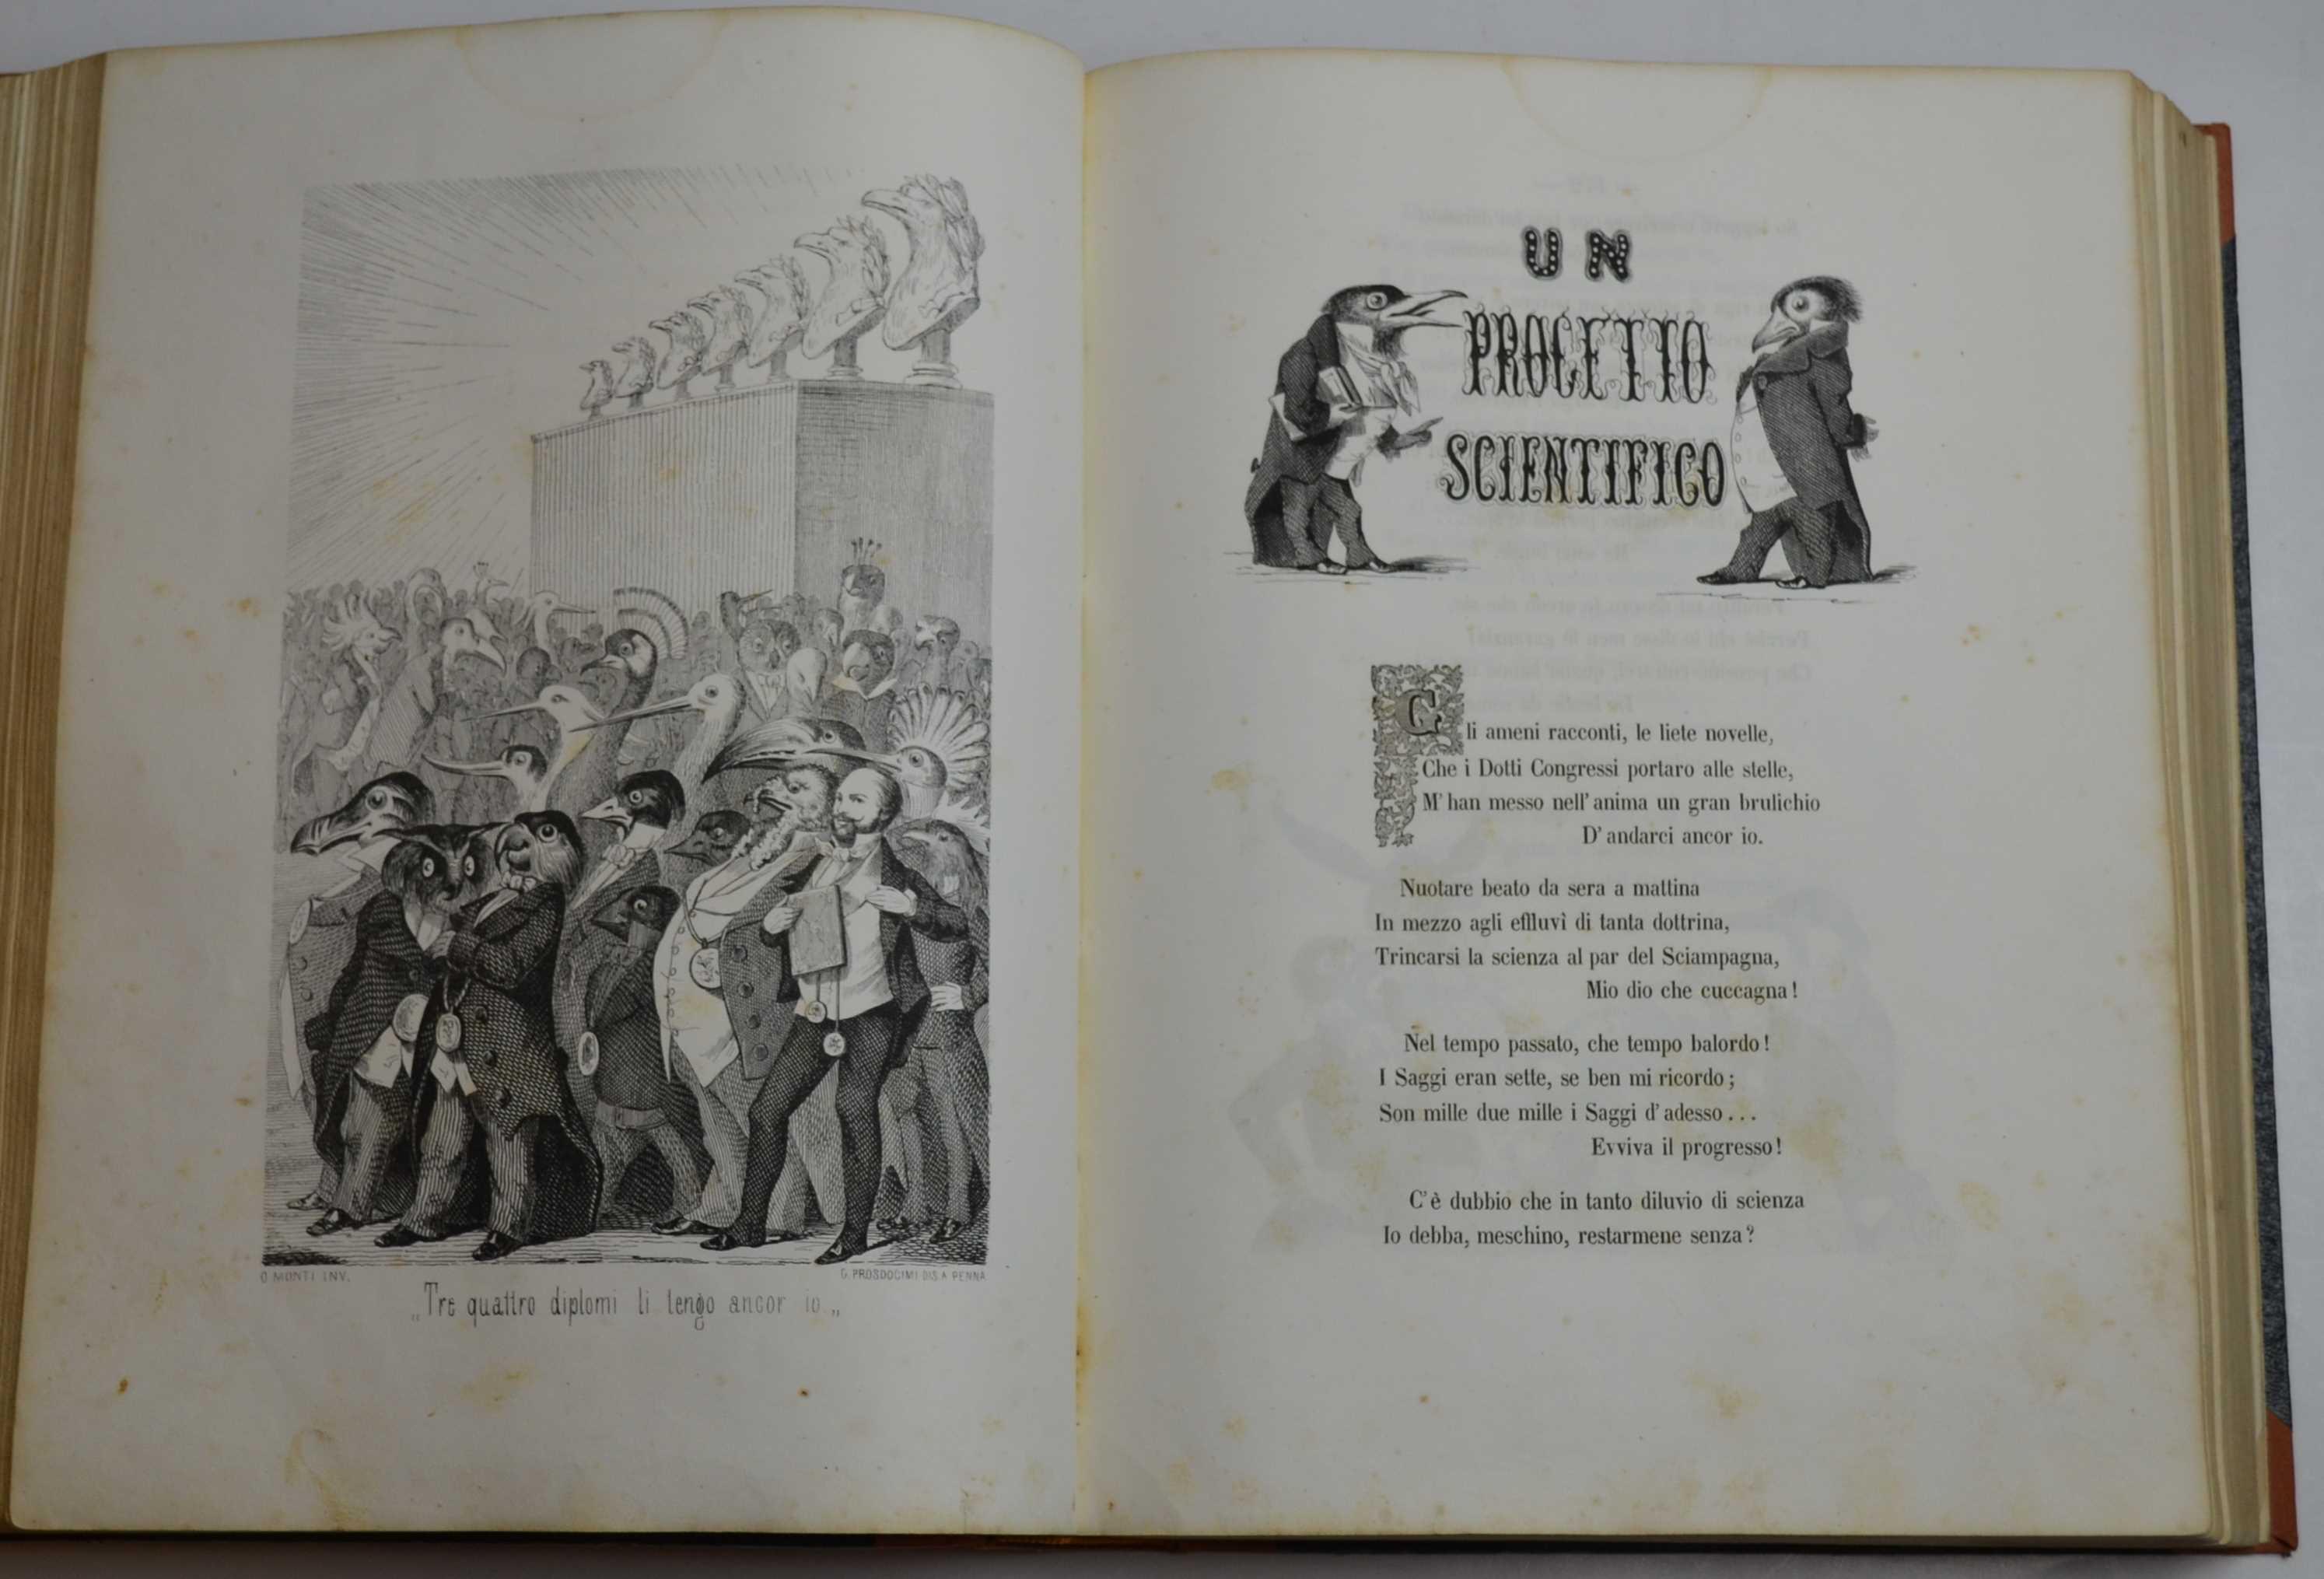 O. MONTI INV.
G. PROSDOCIMI DIS. A PENNA
„Tre quattro diplomi li tengo ancor io.„
UN
PROGETTO
SCIENTIFICO
Gli ameni racconti, le liete novelle,
Che i Dotti Congressi portaro alle stelle,
M' han messo nell' anima un gran brulichio
D' andarci ancor io.
Nuotare beato da sera a mattina
In mezzo agli effluvì di tanta dottrina,
Trincarsi la scienza al par del Sciampagna,
Mio dio che cuccagna!
Nel tempo passato, che tempo balordo!
I Saggi eran sette, se ben mi ricordo;
Son mille due mille i Saggi d' adesso...
Evviva il progresso!
C' è dubbio che in tanto diluvio di scienza
Io debba, meschino, restarmene senza?